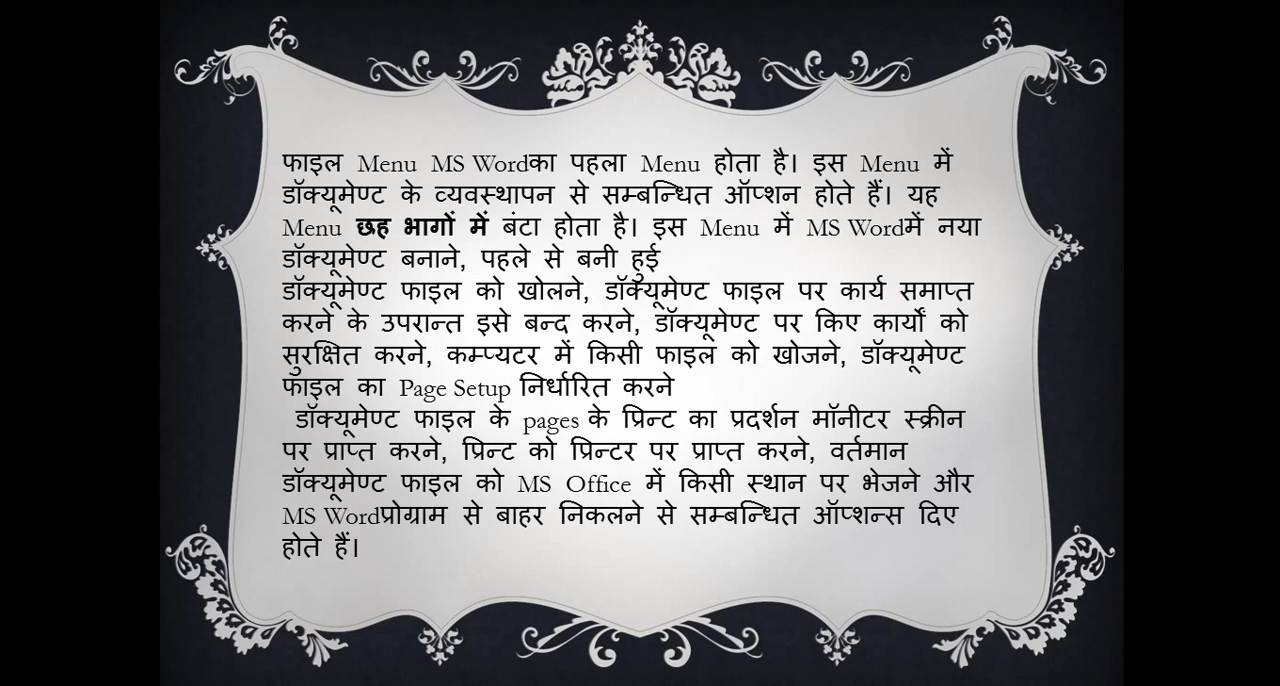 फाइल Menu MS Wordका पहला Menu होता है। इस Menu में
डॉक्यूमेण्ट के व्यवस्थापन से सम्बन्धित ऑप्शन होते हैं। यह
Menu छह भागों में बंटा होता है। इस Menu में MS Wordमें नया
डॉक्यूमेण्ट बनाने, पहले से बनी हुई
डॉक्यूमेण्ट फाइल को खोलने, डॉक्यूमेण्ट फाइल पर कार्य समाप्त
करने के उपरान्त इसे बन्द करने, डॉक्यूमेण्ट पर किए कार्यों को
सुरक्षित करने, कम्प्यटर में किसी फाइल को खोजने, डॉक्यूमेण्ट
फाइल का Page Setup निर्धारित करने
डॉक्यूमेण्ट फाइल के pages के प्रिन्ट का प्रदर्शन मॉनीटर स्क्रीन
पर प्राप्त करने, प्रिन्ट को प्रिन्टर पर प्राप्त करने, वर्तमान
डॉक्यूमेण्ट फाइल को MS Office में किसी स्थान पर भेजने और
MS Wordप्रोग्राम से बाहर निकलने से सम्बन्धित ऑप्शन्स दिए
होते हैं।